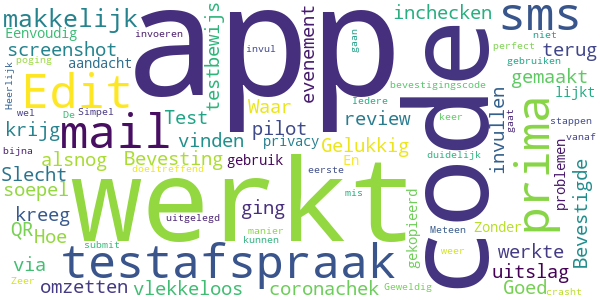 makkelijk
invoeren
app
sms
inchecken
Eenvoudig
screenshot
invul
gaan
niet
perfect
terug
Heerlijk
poging
aandacht
testbewijs
evenement
bevestigingscode
gebruiken
gemaakt
Edit
Waar
Iedere
lijkt
wel
De
Simpel
Test
mail
pilot
review
keer
code
invullen
stappen
vanaf
krijg
vinden
privacy
Gelukkig
gaat
prima
problemen
bijna
alsnog
Bevesting
gebruik
En
duidelijk
Slecht
doeltreffend
eerste
mis
soepel
werkt
gekopieerd
Bevestigde
kreeg
uitgelegd
ging
Meteen
Zonder
QR
Hoe
submit
manier
kunnen
weer
werkte
via
testafspraak
uitslag
Zeer
omzetten
vlekkeloos
coronachek
Geweldig
Goed
crasht